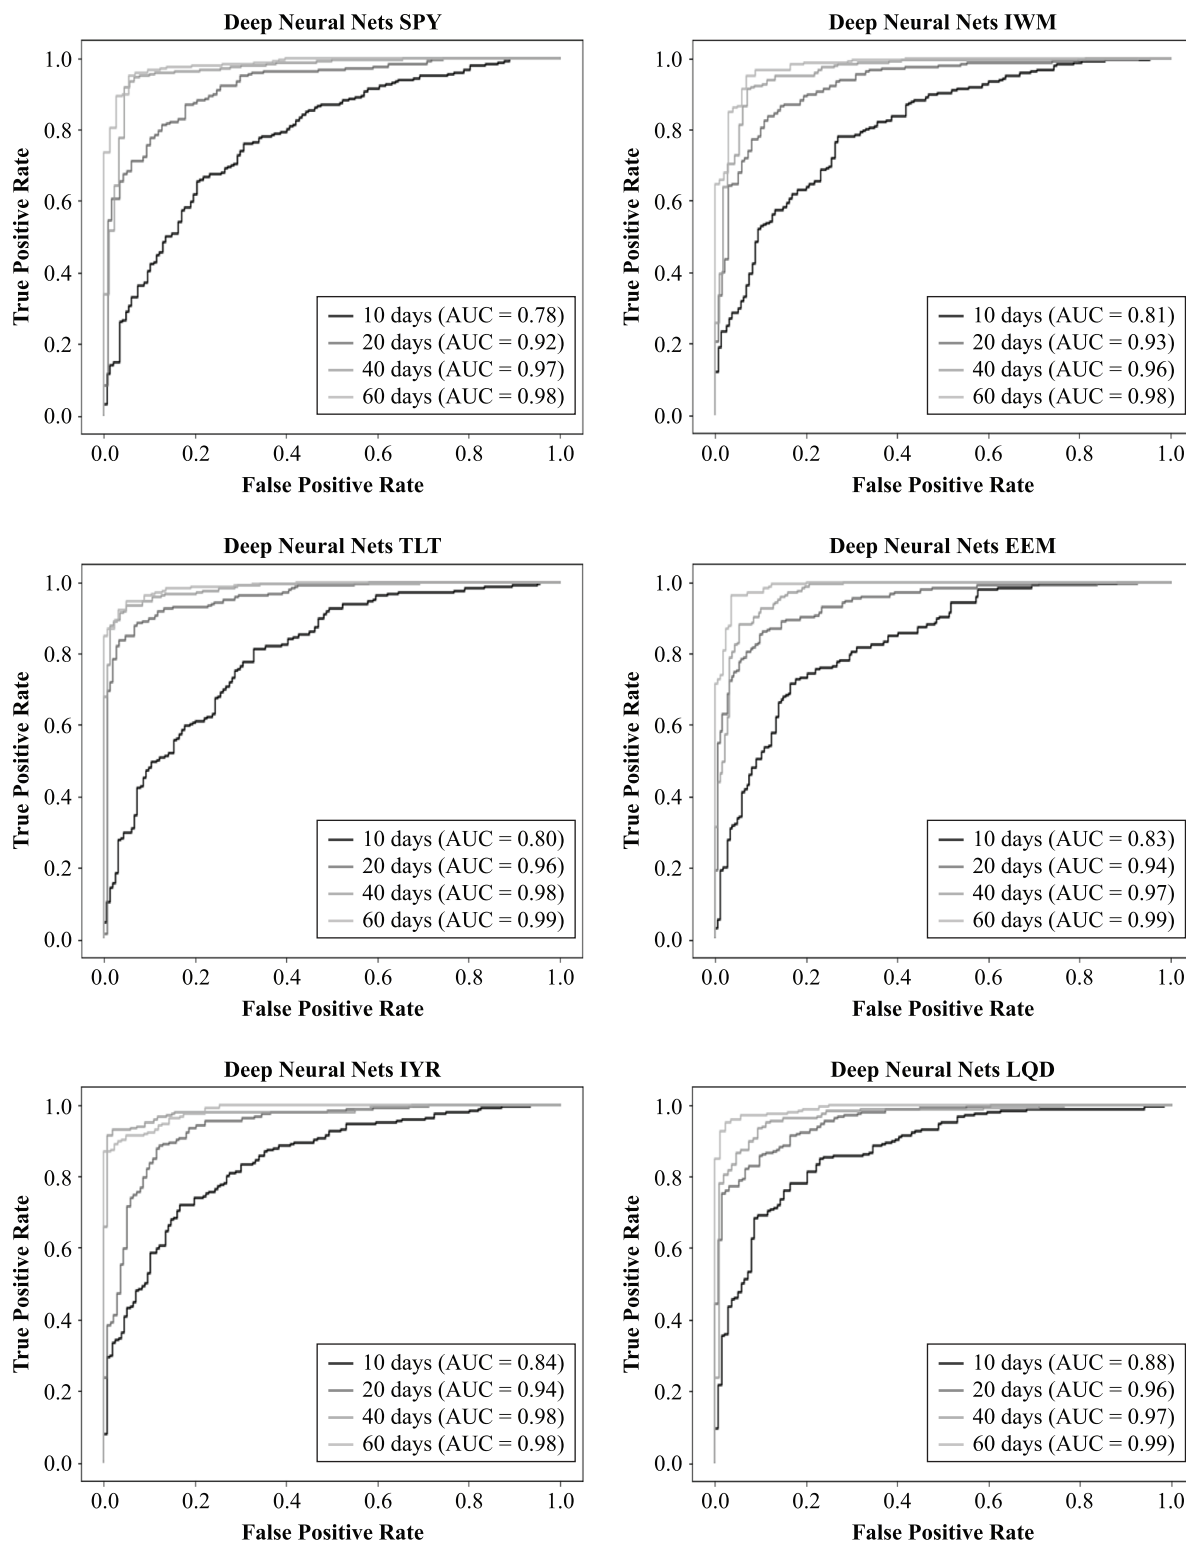 Deep Neural Nets SPY
True Positive Rate
1.0
0.8
0.6
0.4
0.2
0.0
10 days (AUC = 0.78)
20 days (AUC = 0.92)
40 days (AUC = 0.97)
60 days (AUC = 0.98)
0.0 0.2 0.4 0.6 0.8 1.0
False Positive Rate
Deep Neural Nets IWM
True Positive Rate
1.0
0.8
0.6
0.4
0.2
0.0
10 days (AUC = 0.81)
20 days (AUC = 0.93)
40 days (AUC = 0.96)
60 days (AUC = 0.98)
0.0 0.2 0.4 0.6 0.8 1.0
False Positive Rate
Deep Neural Nets TLT
True Positive Rate
1.0
0.8
0.6
0.4
0.2
0.0
10 days (AUC = 0.80)
20 days (AUC = 0.96)
40 days (AUC = 0.98)
60 days (AUC = 0.99)
0.0 0.2 0.4 0.6 0.8 1.0
False Positive Rate
Deep Neural Nets EEM
True Positive Rate
1.0
0.8
0.6
0.4
0.2
0.0
10 days (AUC = 0.83)
20 days (AUC = 0.94)
40 days (AUC = 0.97)
60 days (AUC = 0.99)
0.0 0.2 0.4 0.6 0.8 1.0
False Positive Rate
Deep Neural Nets IYR
True Positive Rate
1.0
0.8
0.6
0.4
0.2
0.0
10 days (AUC = 0.84)
20 days (AUC = 0.94)
40 days (AUC = 0.98)
60 days (AUC = 0.98)
0.0 0.2 0.4 0.6 0.8 1.0
False Positive Rate
Deep Neural Nets LQD
True Positive Rate
1.0
0.8
0.6
0.4
0.2
0.0
10 days (AUC = 0.88)
20 days (AUC = 0.96)
40 days (AUC = 0.97)
60 days (AUC = 0.99)
0.0 0.2 0.4 0.6 0.8 1.0
False Positive Rate